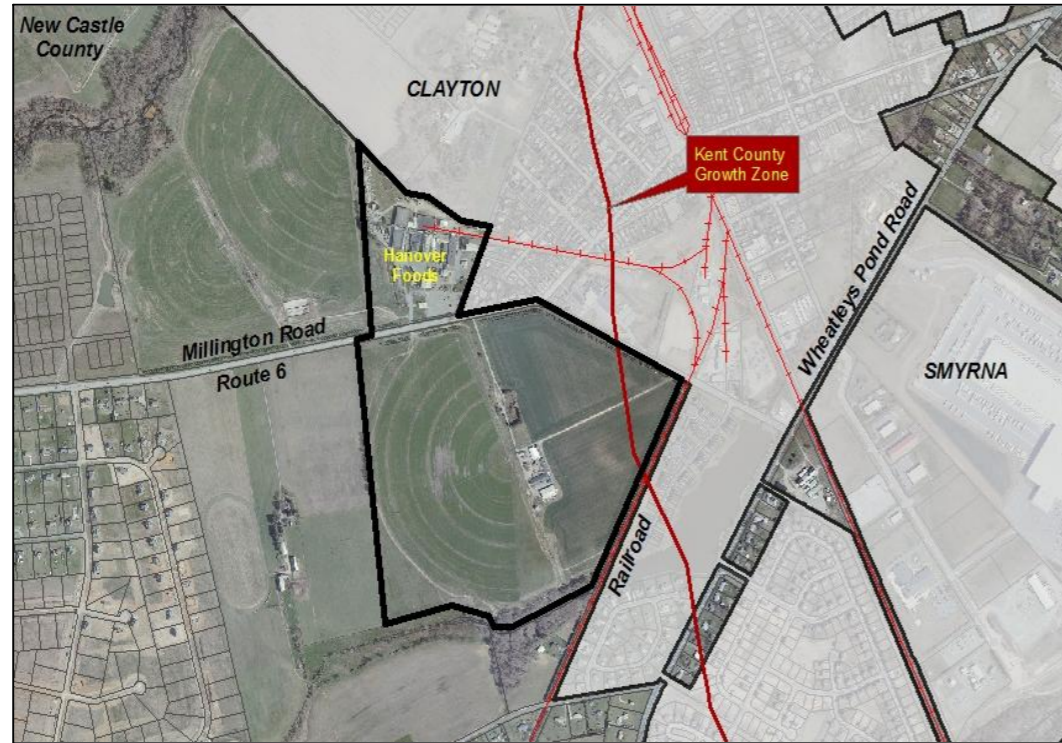 New Castle
County
CLAYTON
Kent County
Growth Zone
Hanover
Foods
Millington Road
Route 6
Wheatleys Pond Road
SMYRNA
Railroad